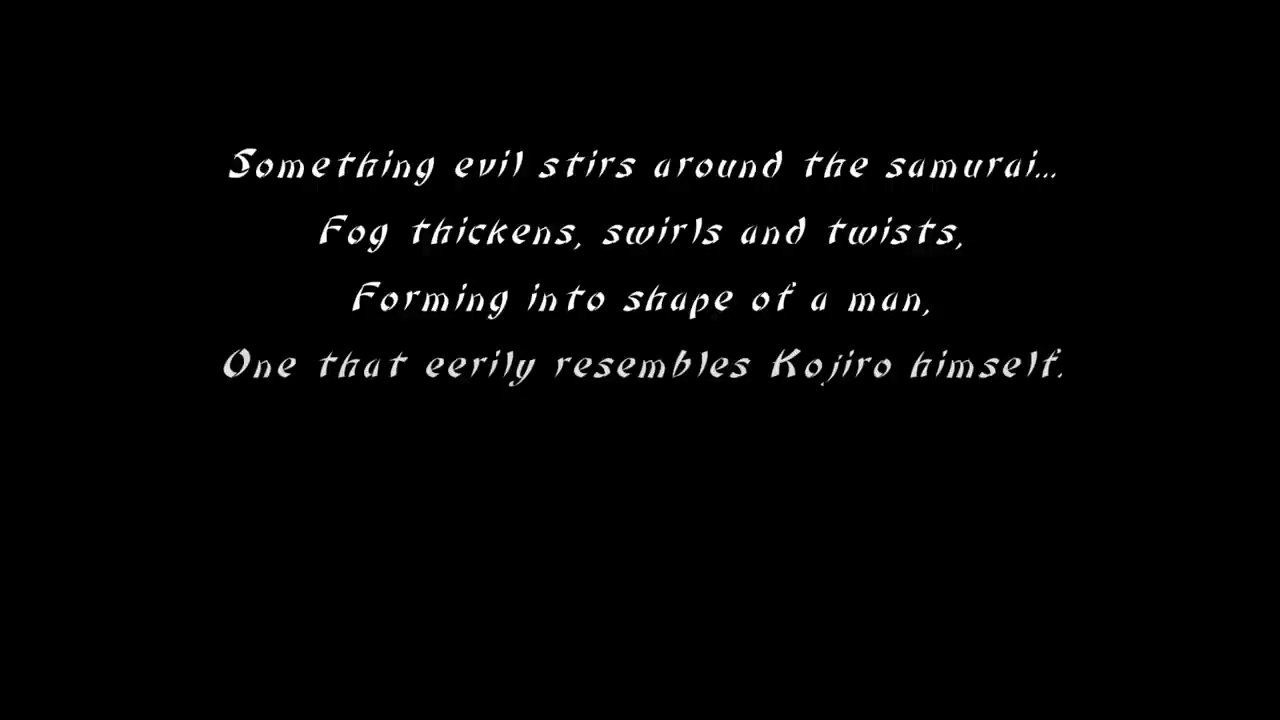 Something evil stirs around the samurai...
Fog thickens, swirls and twists,
Forming into shape of a man,
One that eerily resembles Kojiro himself.